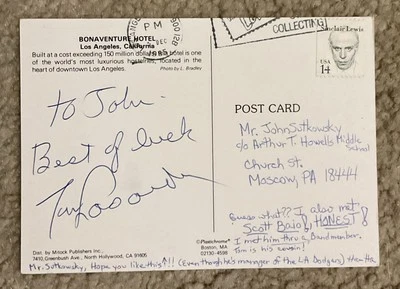 BONAVENTURE HOTEL
Los Angeles, California
Built at a cost exceeding 150 million dollars, this hotel is one
of the world's most luxurious hostelries, located in the
heart of downtown Los Angeles.
Photo by L. Bradley
PM
DEC
1985
COLLECTING
Sinclair Lewis
USA
14
To John -
Best of luck
POST CARD
Mr. John Sutkowsky
c/o Arthur T. Howells Middle
School
Church St.
Moscow, PA 18444
Guess what?? I also met
Scott Baio! HONEST!
I met him thru a band member.
Tim is his cousin!
Plastichrome®
Boston, MA
02130-4598
Dist. by Mitock Publishers Inc.,
7410 Greenbush Ave., North Hollywood, CA 91605
Mr. Sutkowsky, Hope you like this ↑!! (Even though he's manager of the LA Dodgers)